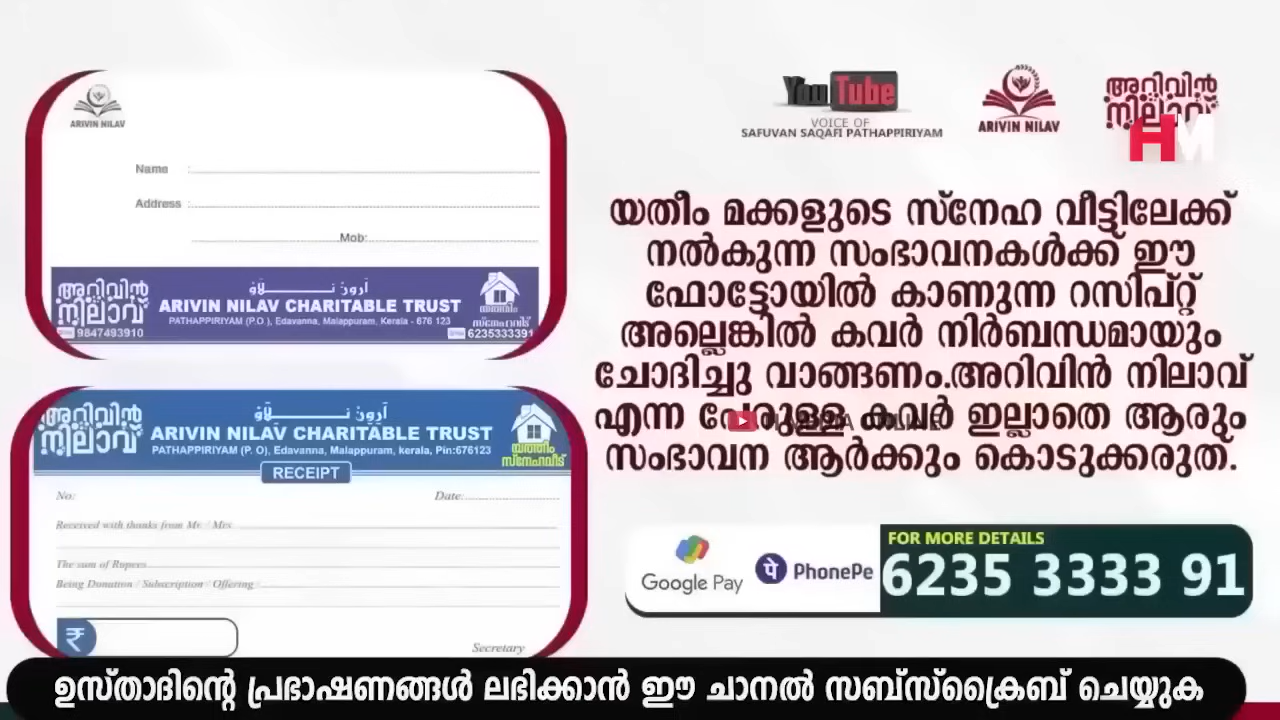 ARIVIN NILAV
Name :
Address :
Mob:
അറിവിൻ
നിലാവ്
ARIVIN NILAV CHARITABLE TRUST
PATHAPPIRIYAM (P.O.), Edavanna, Malappuram, Kerala - 676 123
9847493910
യത്തീം
സ്നേഹവീട്
6235333391
അറിവിൻ
നിലാവ്
ARIVIN NILAV CHARITABLE TRUST
PATHAPPIRIYAM (P. O), Edavanna, Malappuram, kerala, Pin:676123
യത്തീം
സ്നേഹവീട്
RECEIPT
No:
Date:
Received with thanks from Mr. / Mrs.
The sum of Rupees
Being Donation / Subscription / Offering
₹
Secretary
YouTube
VOICE OF
SAFUVAN SAQAFI PATHAPPIRIYAM
ARIVIN NILAV
അറിവിൻ
നിലാവ്
HM
യതീം മക്കളുടെ സ്നേഹ വീട്ടിലേക്ക്
നൽകുന്ന സംഭാവനകൾക്ക് ഈ
ഫോട്ടോയിൽ കാണുന്ന റസിപ്റ്റ്
അല്ലെങ്കിൽ കവർ നിർബന്ധമായും
ചോദിച്ചു വാങ്ങണം.അറിവിൻ നിലാവ്
എന്ന പേരുള്ള കവർ ഇല്ലാതെ ആരും
സംഭാവന ആർക്കും കൊടുക്കരുത്.
Google Pay
PhonePe
FOR MORE DETAILS
6235 3333 91
ഉസ്താദിന്റെ പ്രഭാഷണങ്ങൾ ലഭിക്കാൻ ഈ ചാനൽ സബ്സ്ക്രൈബ് ചെയ്യുക